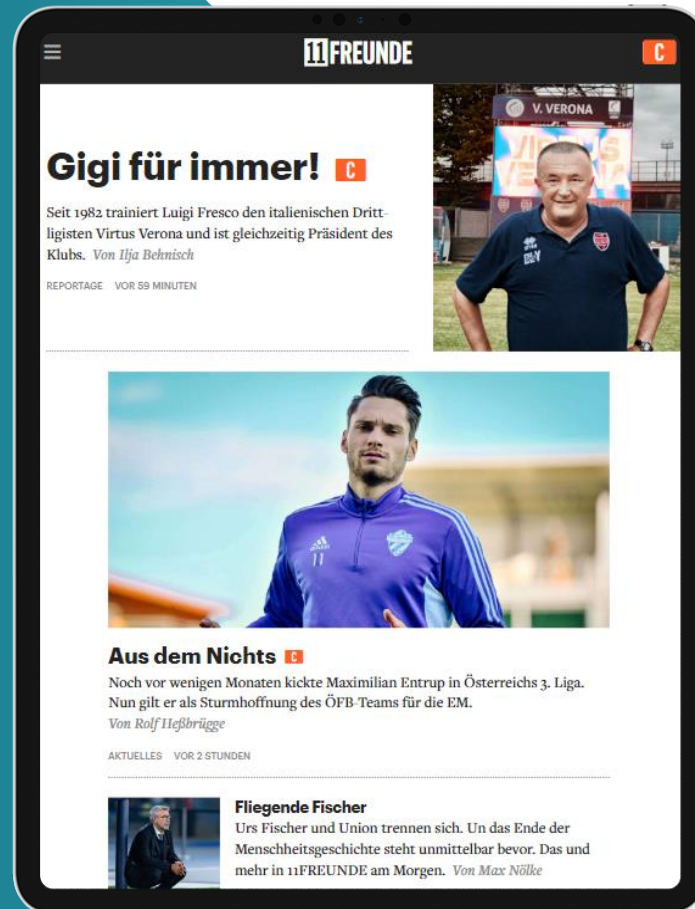 11FREUNDE
C
Gigi für immer! C
Seit 1982 trainiert Luigi Fresco den italienischen Dritt-
ligisten Virtus Verona und ist gleichzeitig Präsident des
Klubs. Von Ilja Behnisch
REPORTAGE VOR 59 MINUTEN
V. VERONA
VIRTUS
VERONA
11
Aus dem Nichts C
Noch vor wenigen Monaten kickte Maximilian Entrup in Österreichs 3. Liga.
Nun gilt er als Sturmhoffnung des ÖFB-Teams für die EM.
Von Rolf Heßbrügge
AKTUELLES VOR 2 STUNDEN
Fliegende Fischer
Urs Fischer und Union trennen sich. Un das Ende der
Menschheitsgeschichte steht unmittelbar bevor. Das und
mehr in 11FREUNDE am Morgen. Von Max Nölke